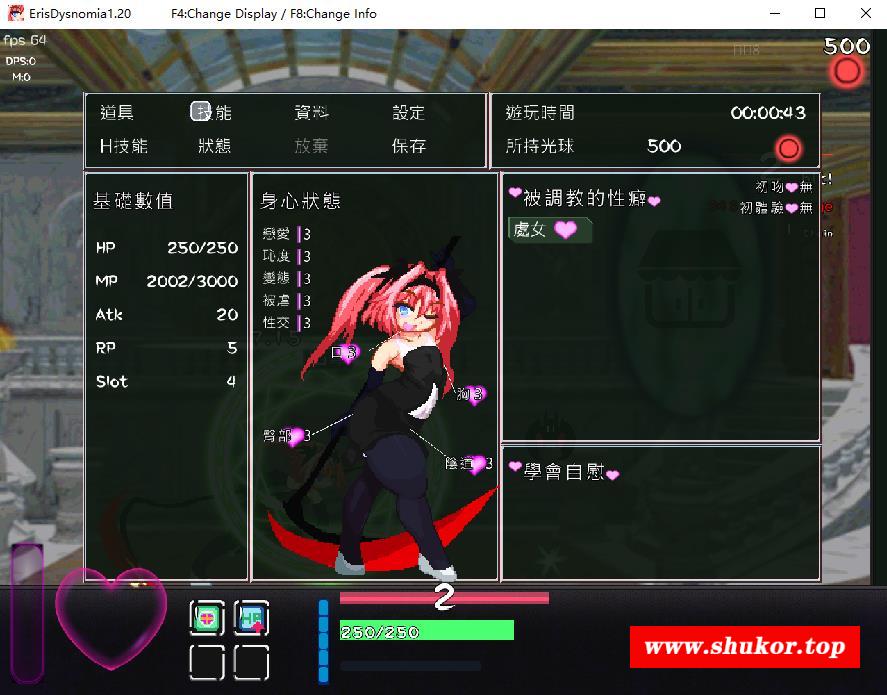 ErisDysnomia1.20 F4:Change Display / F8:Change Info
fps 64
DPS:0
M:0
500
道具 技能 資料 設定
H技能 狀態 放棄 保存
遊玩時間 00:00:43
所持光球 500
基礎數值
HP 250/250
MP 2002/3000
Atk 20
RP 5
Slot 4
身心狀態
戀愛 3
恥度 3
變態 3
被虐 3
性交 3
口 3
胸 3
臀部 3
陰道 3
被調教的性癖
初吻 無
初體驗 無
處女
學會自慰
2
250/250
www.shukor.top